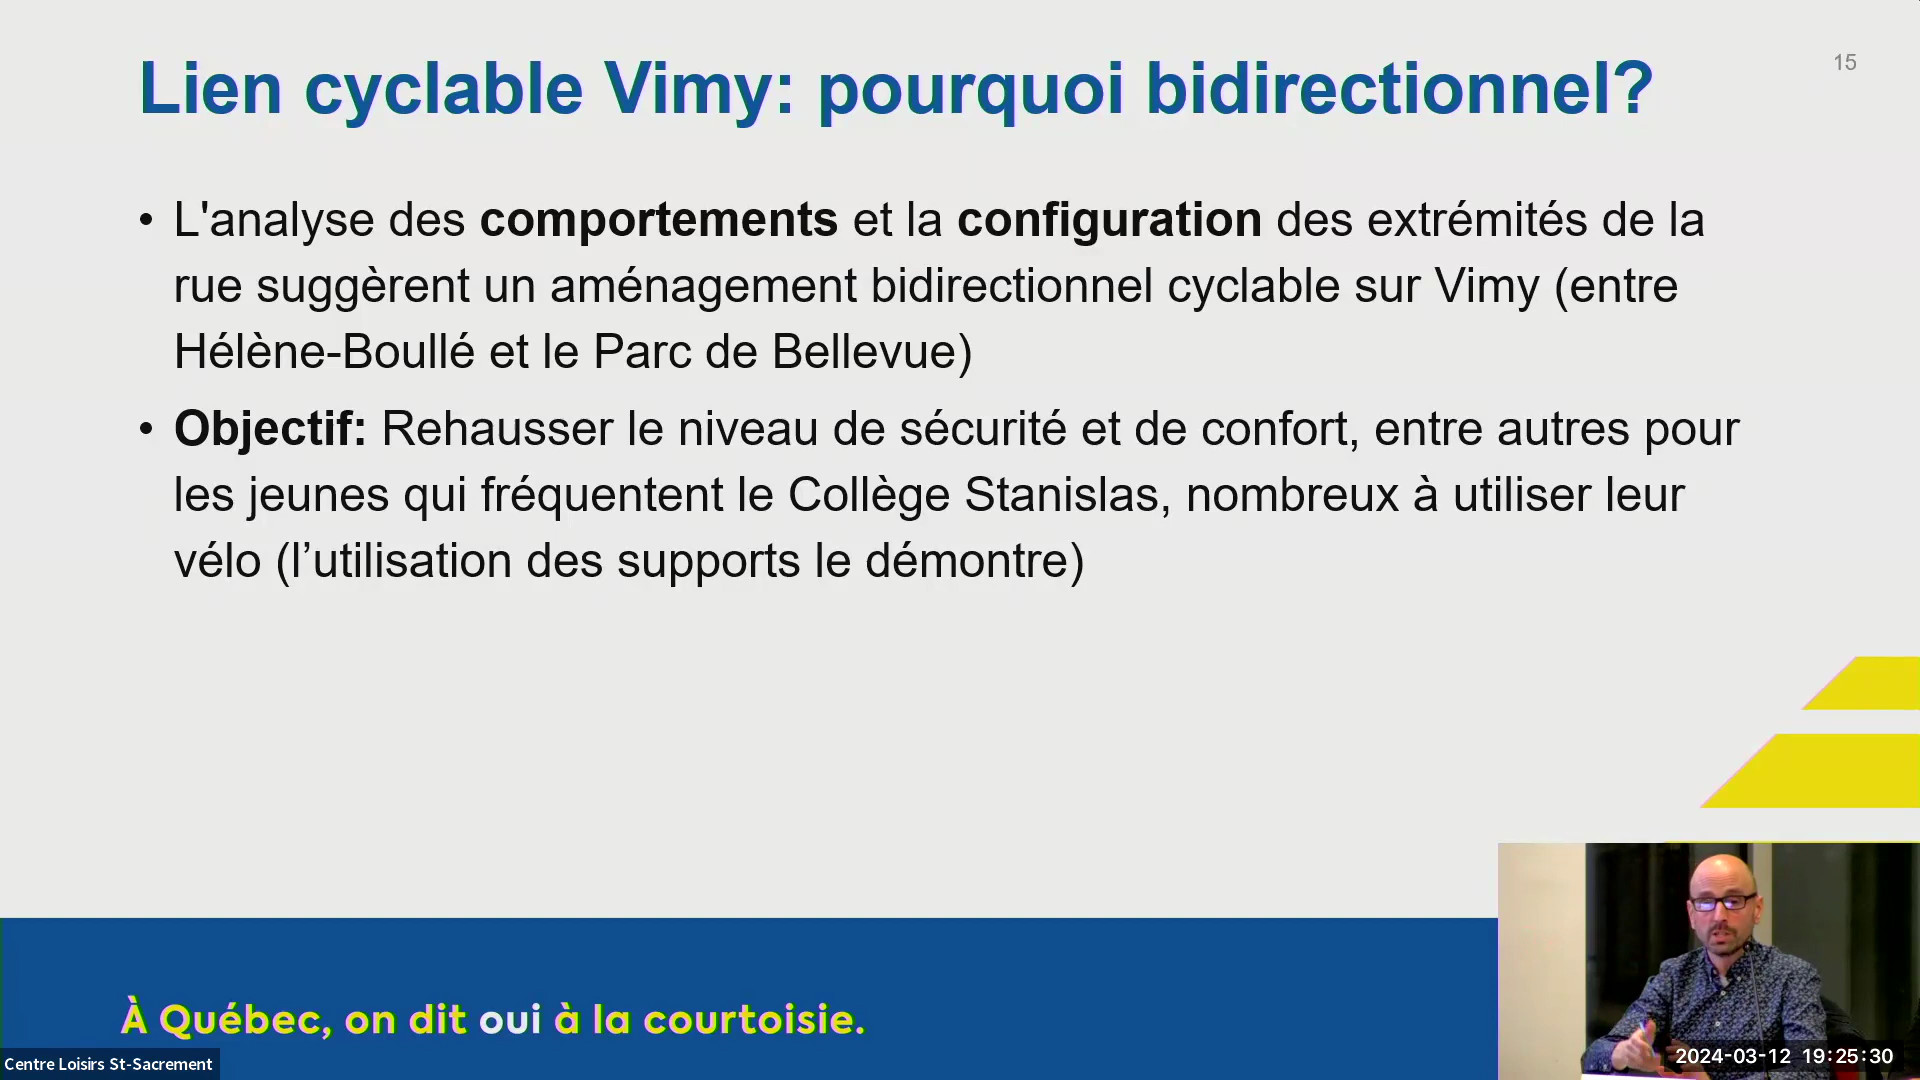 Lien cyclable Vimy: pourquoi bidirectionnel?
15
• L'analyse des comportements et la configuration des extrémités de la
rue suggèrent un aménagement bidirectionnel cyclable sur Vimy (entre
Hélène-Boullé et le Parc de Bellevue)
• Objectif: Rehausser le niveau de sécurité et de confort, entre autres pour
les jeunes qui fréquentent le Collège Stanislas, nombreux à utiliser leur
vélo (l’utilisation des supports le démontre)
À Québec, on dit oui à la courtoisie.
Centre Loisirs St-Sacrement
2024-03-12 19:25:30